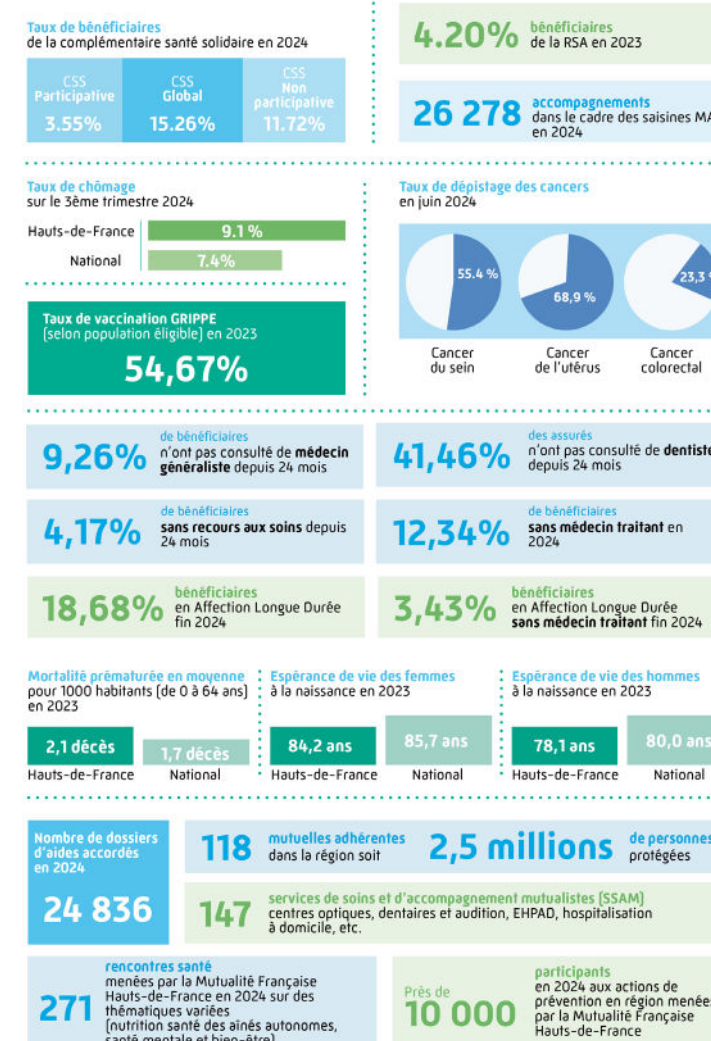 Taux de bénéficiaires
de la complémentaire santé solidaire en 2024
CSS
Participative
3.55%
CSS
Global
15.26%
CSS
Non
participative
11.72%
4.20%
bénéficiaires
de la RSA en 2023
26 278
accompagnements
dans le cadre des saisines MA
en 2024
Taux de chômage
sur le 3ème trimestre 2024
Hauts-de-France
9.1 %
National
7.4%
Taux de vaccination GRIPPE
(selon population éligible) en 2023
54,67%
Taux de dépistage des cancers
en juin 2024
55.4 %
68,9 %
23,3
Cancer
du sein
Cancer
de l'utérus
Cancer
colorectal
9,26%
de bénéficiaires
n'ont pas consulté de médecin
généraliste depuis 24 mois
41,46%
des assurés
n'ont pas consulté de dentiste
depuis 24 mois
4,17%
de bénéficiaires
sans recours aux soins depuis
24 mois
12,34%
de bénéficiaires
sans médecin traitant en
2024
18,68%
bénéficiaires
en Affection Longue Durée
fin 2024
3,43%
bénéficiaires
en Affection Longue Durée
sans médecin traitant fin 2024
Mortalité prématurée en moyenne
pour 1000 habitants (de 0 à 64 ans)
en 2023
2,1 décès
1,7 décès
Hauts-de-France
National
Espérance de vie des femmes
à la naissance en 2023
84,2 ans
85,7 ans
Hauts-de-France
National
Espérance de vie des hommes
à la naissance en 2023
78,1 ans
80,0 ans
Hauts-de-France
National
Nombre de dossiers
d'aides accordés
en 2024
24 836
118
mutuelles adhérentes
dans la région soit
2,5 millions
de personnes
protégées
147
services de soins et d'accompagnement mutualistes (SSAM)
centres optiques, dentaires et audition, EHPAD, hospitalisation
à domicile, etc.
271
rencontres santé
menées par la Mutualité Française
Hauts-de-France en 2024 sur des
thématiques variées
(nutrition santé des aînés autonomes,
santé mentale et bien-être)
Près de
10 000
participants
en 2024 aux actions de
prévention en région menées
par la Mutualité Française
Hauts-de-France